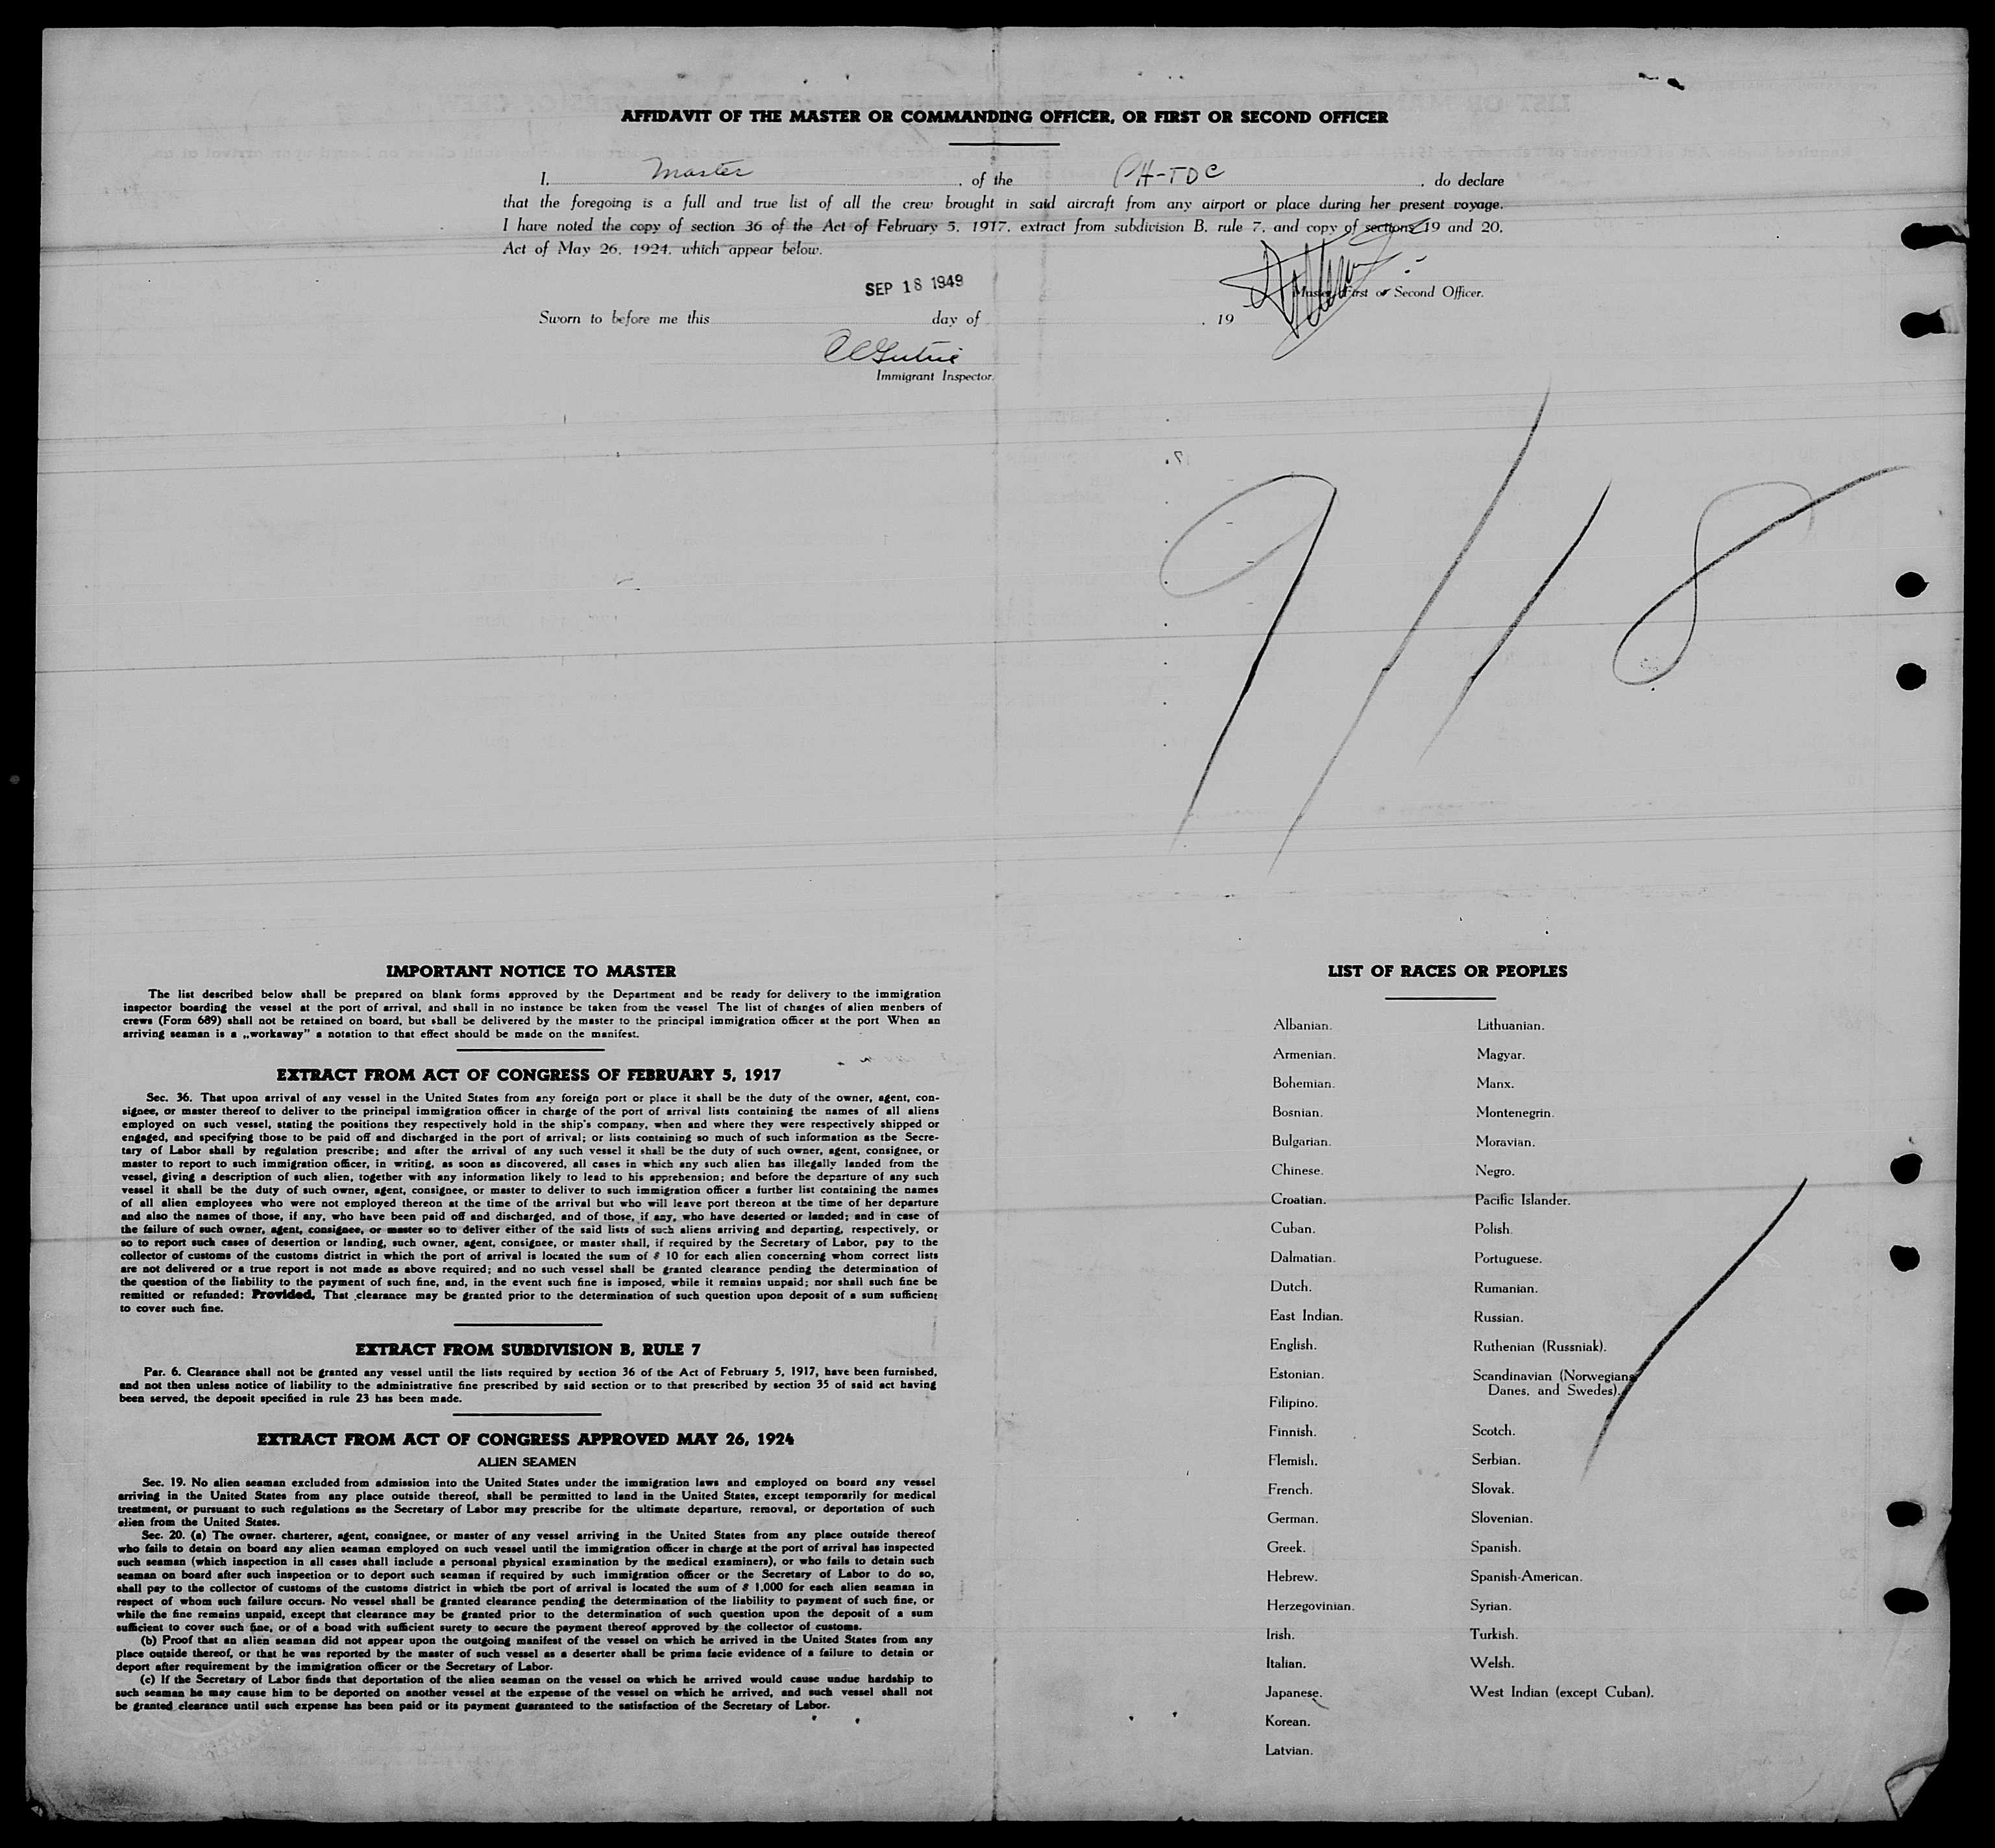 AFFIDAVIT OF THE MASTER OR COMMANDING OFFICER, OR FIRST OR SECOND OFFICER
I, Master, of the PH-TDC, do declare
that the foregoing is a full and true list of all the crew brought in said aircraft from any airport or place during her present voyage.
I have noted the copy of section 36 of the Act of February 5, 1917, extract from subdivision B, rule 7, and copy of sections 19 and 20,
Act of May 26, 1924, which appear below.
SEP 18 1949
Master, First or Second Officer.
Sworn to before me this day of , 19
Immigrant Inspector.
9/18
IMPORTANT NOTICE TO MASTER
The list described below shall be prepared on blank forms approved by the Department and be ready for delivery to the immigration
inspector boarding the vessel at the port of arrival, and shall in no instance be taken from the vessel The list of changes of alien menbers of
crews (Form 689) shall not be retained on board, but shall be delivered by the master to the principal immigration officer at the port When an
arriving seaman is a „workaway" a notation to that effect should be made on the manifest.
EXTRACT FROM ACT OF CONGRESS OF FEBRUARY 5, 1917
Sec. 36. That upon arrival of any vessel in the United States from any foreign port or place it shall be the duty of the owner, agent, con-
signee, or master thereof to deliver to the principal immigration officer in charge of the port of arrival lists containing the names of all aliens
employed on such vessel, stating the positions they respectively hold in the ship's company, when and where they were respectively shipped or
engaged, and specifying those to be paid off and discharged in the port of arrival; or lists containing so much of such information as the Secre-
tary of Labor shall by regulation prescribe; and after the arrival of any such vessel it shall be the duty of such owner, agent, consignee, or
master to report to such immigration officer, in writing, as soon as discovered, all cases in which any such alien has illegally landed from the
vessel, giving a description of such alien, together with any information likely to lead to his apprehension; and before the departure of any such
vessel it shall be the duty of such owner, agent, consignee, or master to deliver to such immigration officer a further list containing the names
of all alien employees who were not employed thereon at the time of the arrival but who will leave port thereon at the time of her departure
and also the names of those, if any, who have been paid off and discharged, and of those, if any, who have deserted or landed; and in case of
the failure of such owner, agent, consignee, or master so to deliver either of the said lists of such aliens arriving and departing, respectively, or
so to report such cases of desertion or landing, such owner, agent, consignee, or master shall, if required by the Secretary of Labor, pay to the
collector of customs of the customs district in which the port of arrival is located the sum of $ 10 for each alien concerning whom correct lists
are not delivered or a true report is not made as above required; and no such vessel shall be granted clearance pending the determination of
the question of the liability to the payment of such fine, and, in the event such fine is imposed, while it remains unpaid; nor shall such fine be
remitted or refunded: Provided, That clearance may be granted prior to the determination of such question upon deposit of a sum sufficient
to cover such fine.
EXTRACT FROM SUBDIVISION B, RULE 7
Par. 6. Clearance shall not be granted any vessel until the lists required by section 36 of the Act of February 5, 1917, have been furnished,
and not then unless notice of liability to the administrative fine prescribed by said section or to that prescribed by section 35 of said act having
been served, the deposit specified in rule 23 has been made.
EXTRACT FROM ACT OF CONGRESS APPROVED MAY 26, 1924
ALIEN SEAMEN
Sec. 19. No alien seaman excluded from admission into the United States under the immigration laws and employed on board any vessel
arriving in the United States from any place outside thereof, shall be permitted to land in the United States, except temporarily for medical
treatment, or pursuant to such regulations as the Secretary of Labor may prescribe for the ultimate departure, removal, or deportation of such
alien from the United States.
Sec. 20. (a) The owner. charterer, agent, consignee, or master of any vessel arriving in the United States from any place outside thereof
who fails to detain on board any alien seaman employed on such vessel until the immigration officer in charge at the port of arrival has inspected
such seaman (which inspection in all cases shall include a personal physical examination by the medical examiners), or who fails to detain such
seaman on board after such inspection or to deport such seaman if required by such immigration officer or the Secretary of Labor to do so,
shall pay to the collector of customs of the customs district in which the port of arrival is located the sum of $ 1.000 for each alien seaman in
respect of whom such failure occurs. No vessel shall be granted clearance pending the determination of the liability to payment of such fine, or
while the fine remains unpaid, except that clearance may be granted prior to the determination of such question upon the deposit of a sum
sufficient to cover such fine, or of a bond with sufficient surety to secure the payment thereof approved by the collector of customs.
(b) Proof that an alien seaman did not appear upon the outgoing manifest of the vessel on which he arrived in the United States from any
place outside thereof, or that he was reported by the master of such vessel as a deserter shall be prima facie evidence of a failure to detain or
deport after requirement by the immigration officer or the Secretary of Labor.
(c) If the Secretary of Labor finds that deportation of the alien seaman on the vessel on which he arrived would cause undue hardship to
such seaman he may cause him to be deported on another vessel at the expense of the vessel on which he arrived, and such vessel shall not
be granted clearance until such expense has been paid or its payment guaranteed to the satisfaction of the Secretary of Labor.
LIST OF RACES OR PEOPLES
Albanian.
Armenian.
Bohemian.
Bosnian.
Bulgarian.
Chinese.
Croatian.
Cuban.
Dalmatian.
Dutch.
East Indian.
English.
Estonian.
Filipino.
Finnish.
Flemish.
French.
German.
Greek.
Hebrew.
Herzegovinian.
Irish.
Italian.
Japanese.
Korean.
Latvian.
Lithuanian.
Magyar.
Manx.
Montenegrin.
Moravian.
Negro.
Pacific Islander.
Polish.
Portuguese.
Rumanian.
Russian.
Ruthenian (Russniak).
Scandinavian (Norwegians,
Danes, and Swedes).
Scotch.
Serbian.
Slovak.
Slovenian.
Spanish.
Spanish-American.
Syrian.
Turkish.
Welsh.
West Indian (except Cuban).